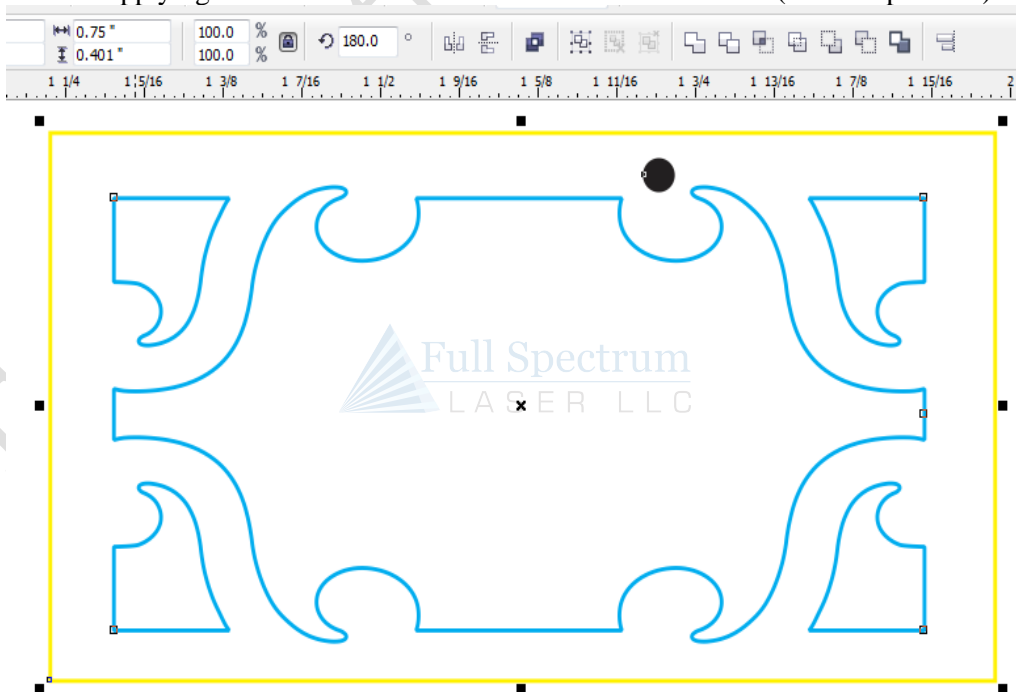 0.75 " 100.0 %
0.401 " 100.0 % 180.0 °
1 1/4 1 5/16 1 3/8 1 7/16 1 1/2 1 9/16 1 5/8 1 11/16 1 3/4 1 13/16 1 7/8 1 15/16 2
Full Spectrum
LASER LLC